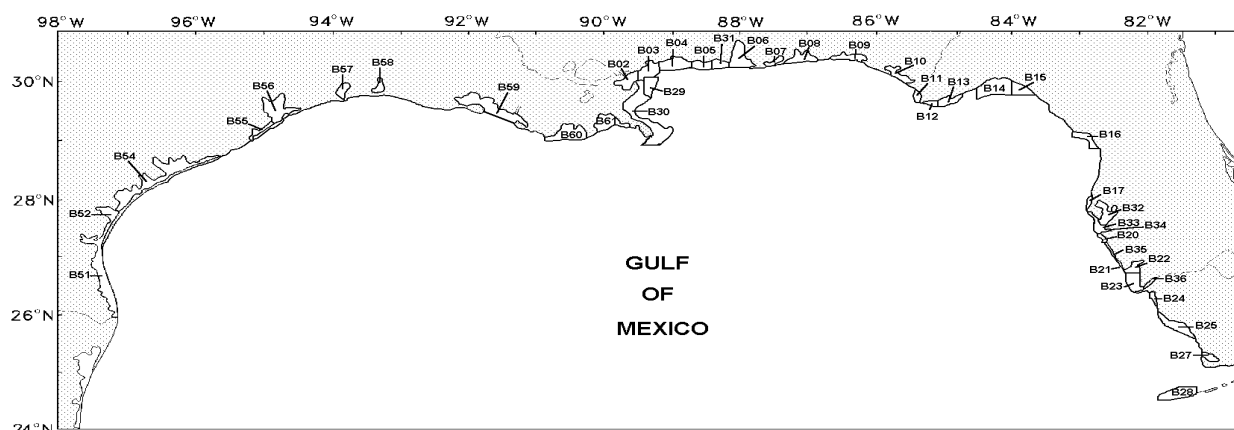 98°W 96°W 94°W 92°W 90°W 88°W 86°W 84°W 82°W
B31 B06
B03 B04 B05 B07 B08 B09
B02 B10
30°N B58 B57 B56 B59 B29 B11 B13 B14 B15
B55 B30 B12
B60 B61
B16
B54
28°N B17
B52 B32
B33 B34
B20
B35
B51 GULF B21 B22
B36
OF B23
B24
26°N MEXICO B25
B27
B28
24°N